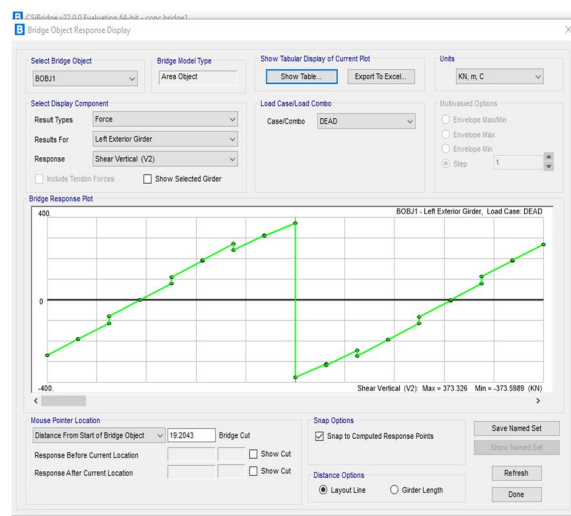 CSiBridge v22.0.0 Evaluation 64-bit - conc bridge1
Bridge Object Response Display
Select Bridge Object
BOBJ1
Bridge Model Type
Area Object
Show Tabular Display of Current Plot
Show Table...
Export To Excel...
Units
KN, m, C
Select Display Component
Result Types
Force
Results For
Left Exterior Girder
Response
Shear Vertical (V2)
Include Tendon Forces
Show Selected Girder
Load Case/Load Combo
Case/Combo
DEAD
Multivalued Options
Envelope Max/Min
Envelope Max
Envelope Min
Step
1
Bridge Response Plot
400.
BOBJ1 - Left Exterior Girder, Load Case: DEAD
0
-400.
Shear Vertical (V2): Max = 373.326 Min = -373.5989 (KN)
Mouse Pointer Location
Distance From Start of Bridge Object
19.2043
Bridge Cut
Response Before Current Location
Show Cut
Response After Current Location
Show Cut
Snap Options
Snap to Computed Response Points
Distance Options
Layout Line
Girder Length
Save Named Set
Show Named Set
Refresh
Done